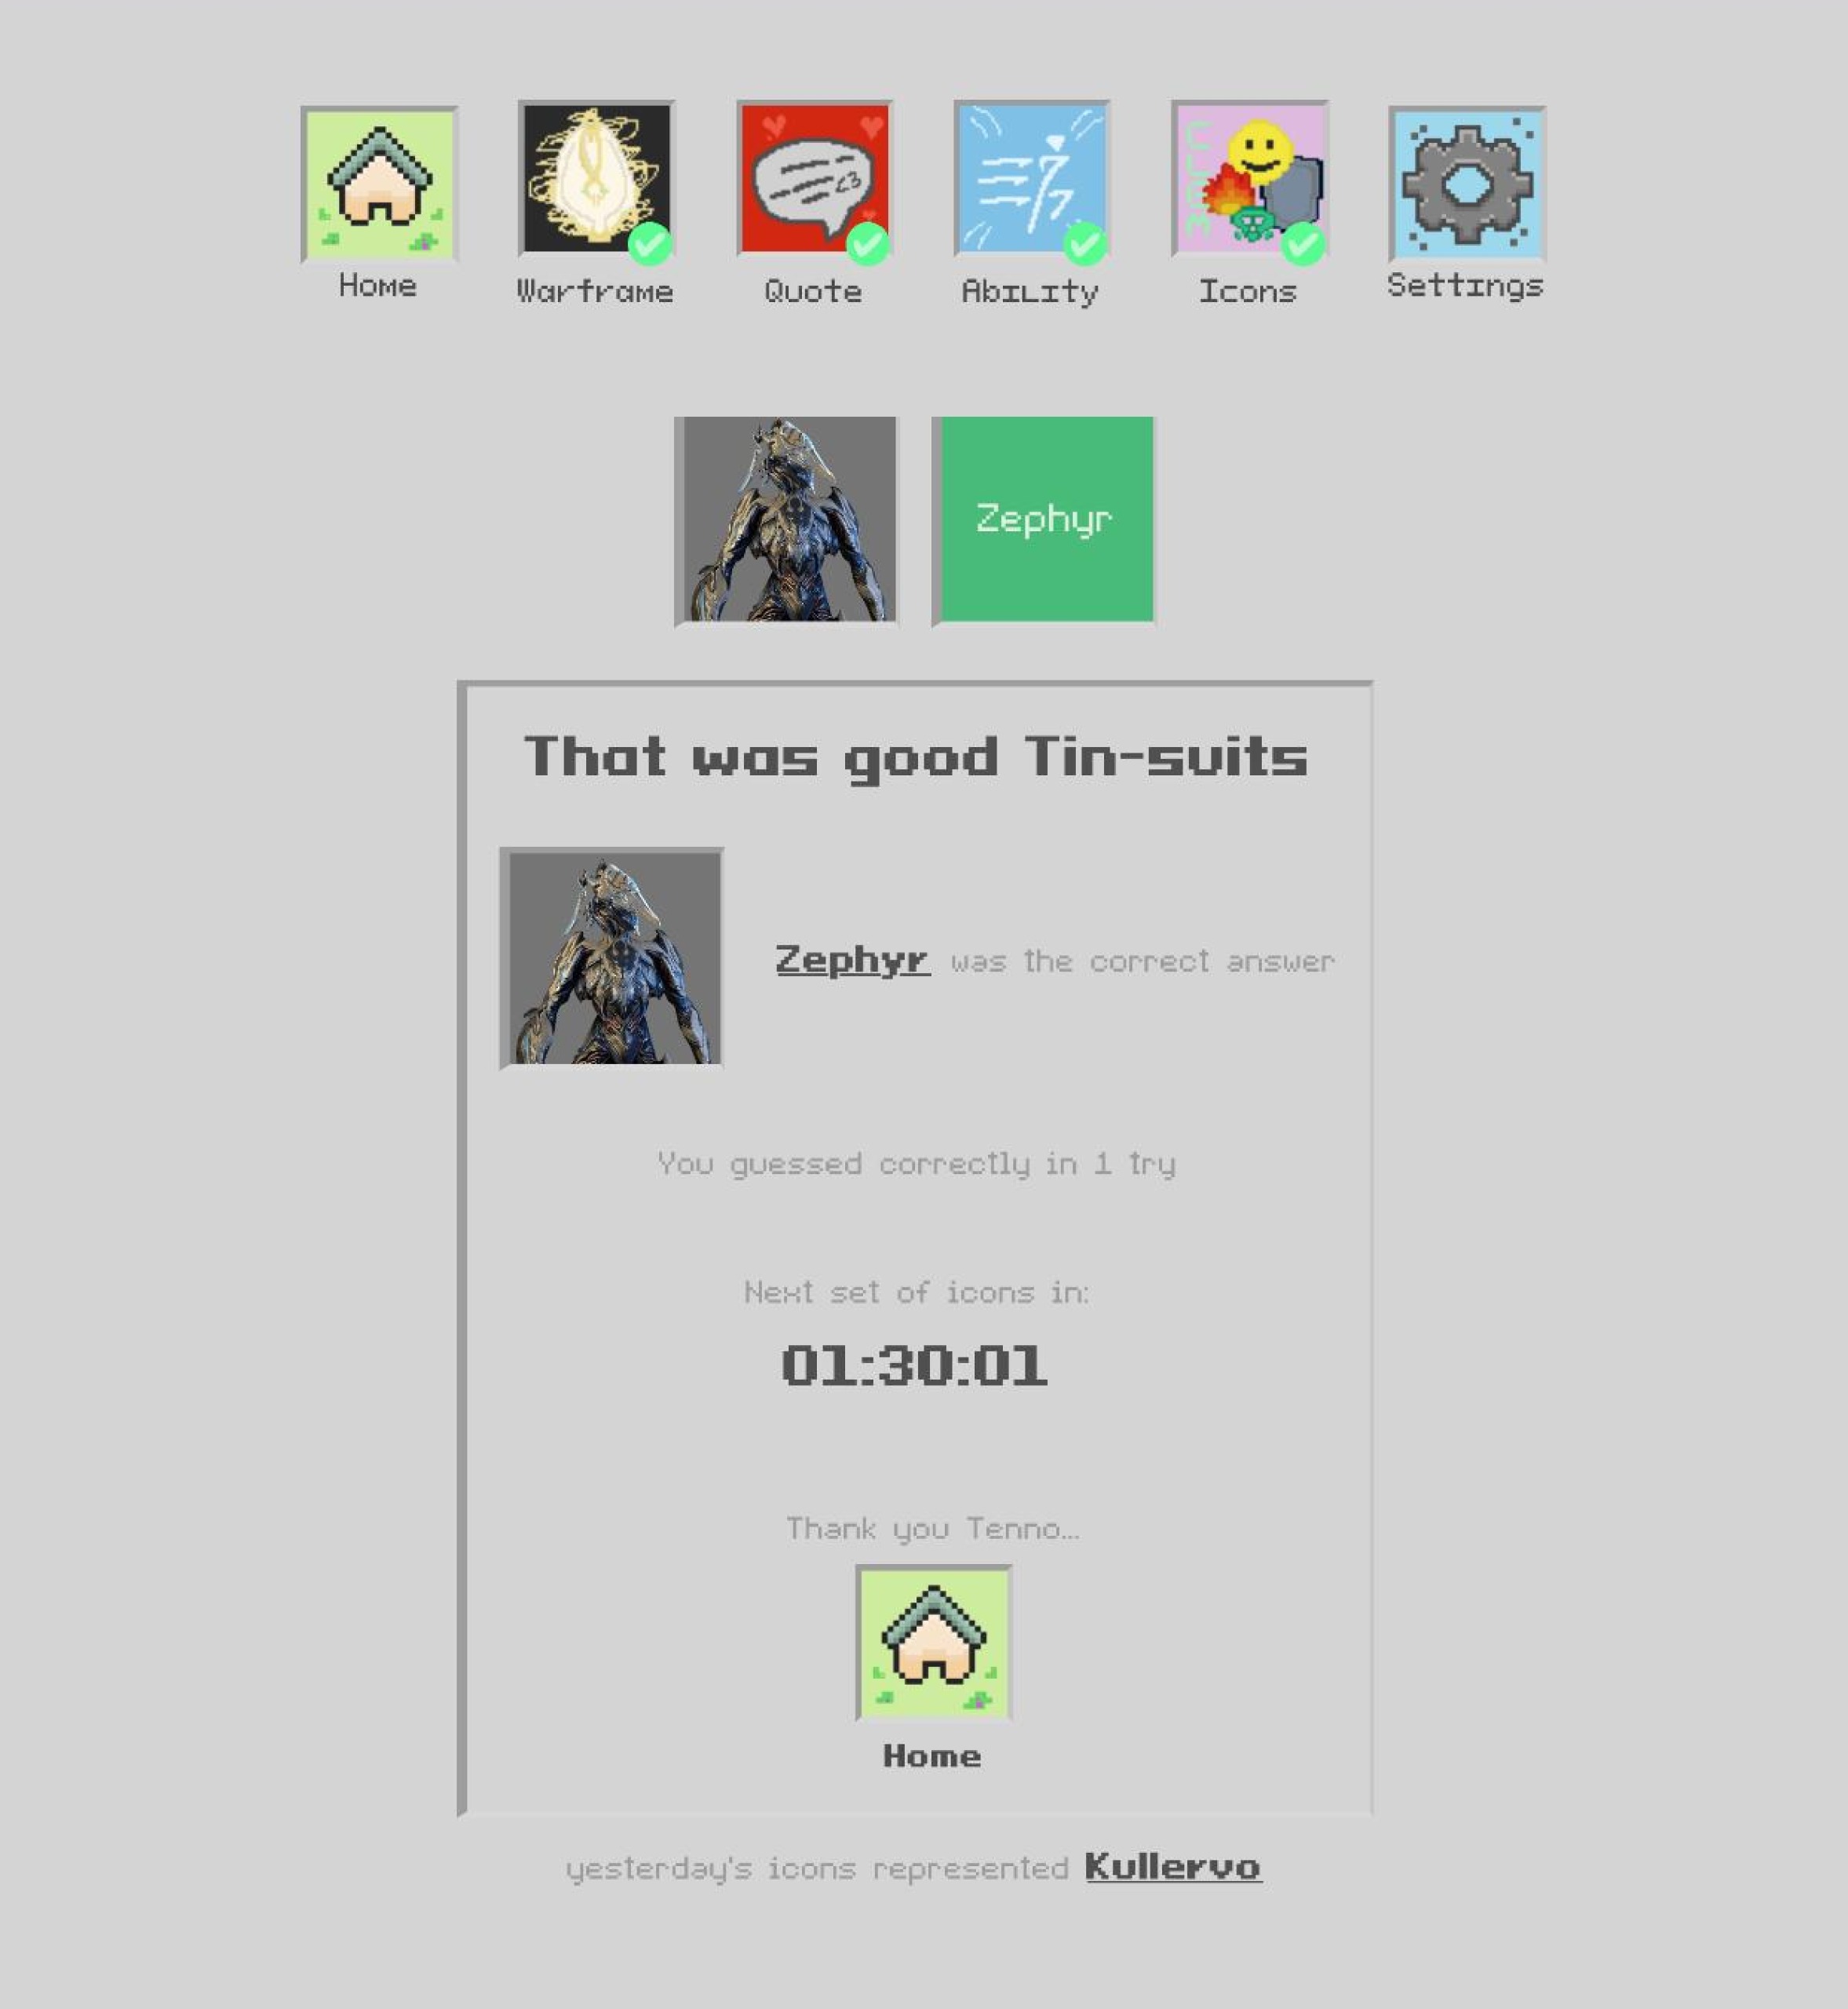 Home
Warframe
Quote
Ability
Icons
Settings
<3
CLEM
Zephyr
That was good Tin-suits
Zephyr was the correct answer
You guessed correctly in 1 try
Next set of icons in:
01:30:01
Thank you Tenno...
Home
yesterday's icons represented Kullervo